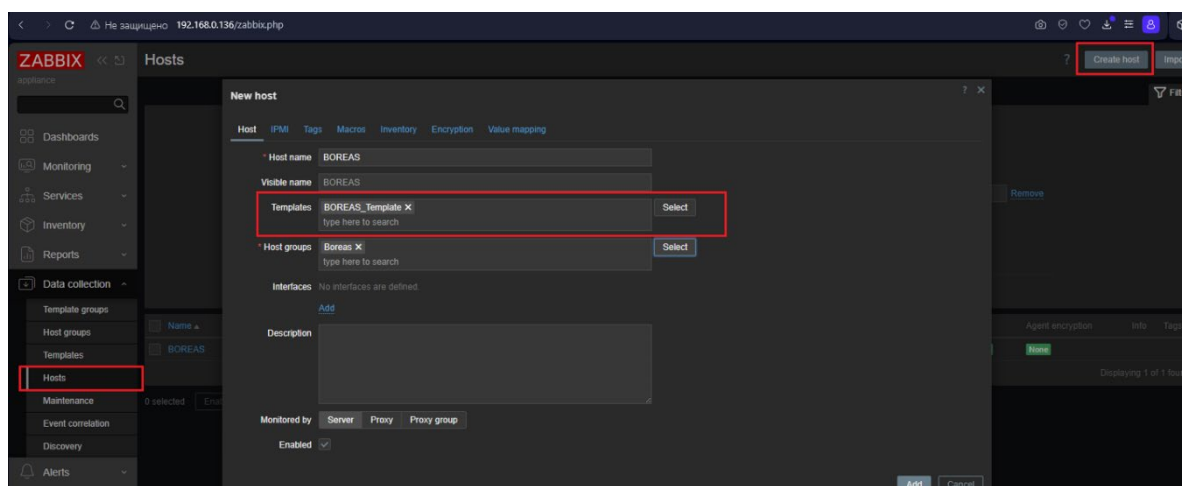 Не защищено 192.168.0.136/zabbix.php
ZABBIX
appliance
Hosts
? Create host
New host
? ×
Host IPMI Tags Macros Inventory Encryption Value mapping
* Host name BOREAS
Visible name BOREAS
Templates BOREAS_Template × Select
type here to search
* Host groups Boreas × Select
type here to search
Interfaces No interfaces are defined.
Add
Description
Monitored by Server Proxy Proxy group
Enabled
Add Cancel
Dashboards
Monitoring
Services
Inventory
Reports
Data collection
Template groups
Host groups
Templates
Hosts
Maintenance
Event correlation
Discovery
Alerts
Remove
Name
BOREAS
0 selected
Agent encryption Info Tags
None
Displaying 1 of 1